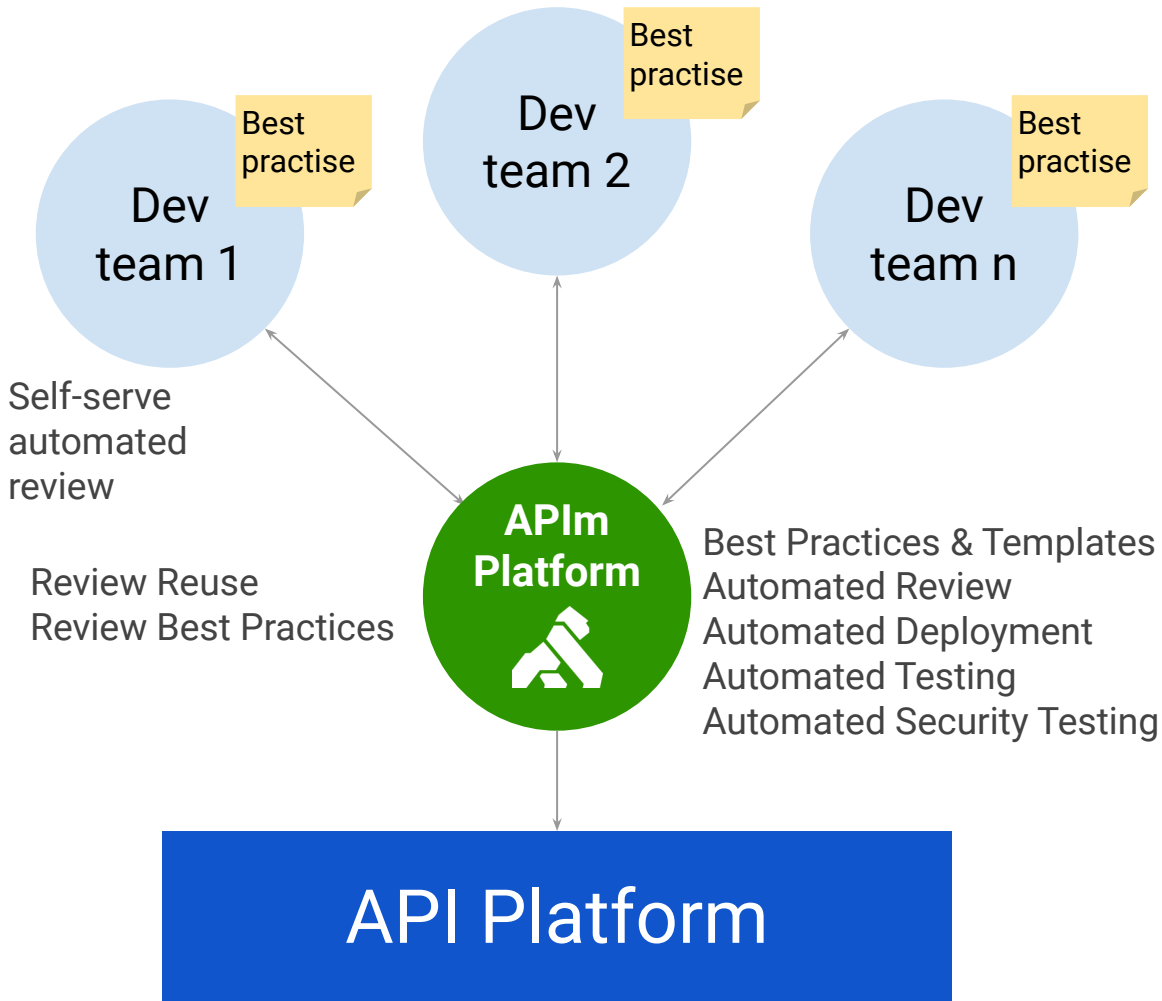 Best
practise
Dev
team 2
Best
practise
Dev
team 1
Best
practise
Dev
team n
Self-serve
automated
review
Review Reuse
Review Best Practices
APIm
Platform
Best Practices & Templates
Automated Review
Automated Deployment
Automated Testing
Automated Security Testing
API Platform